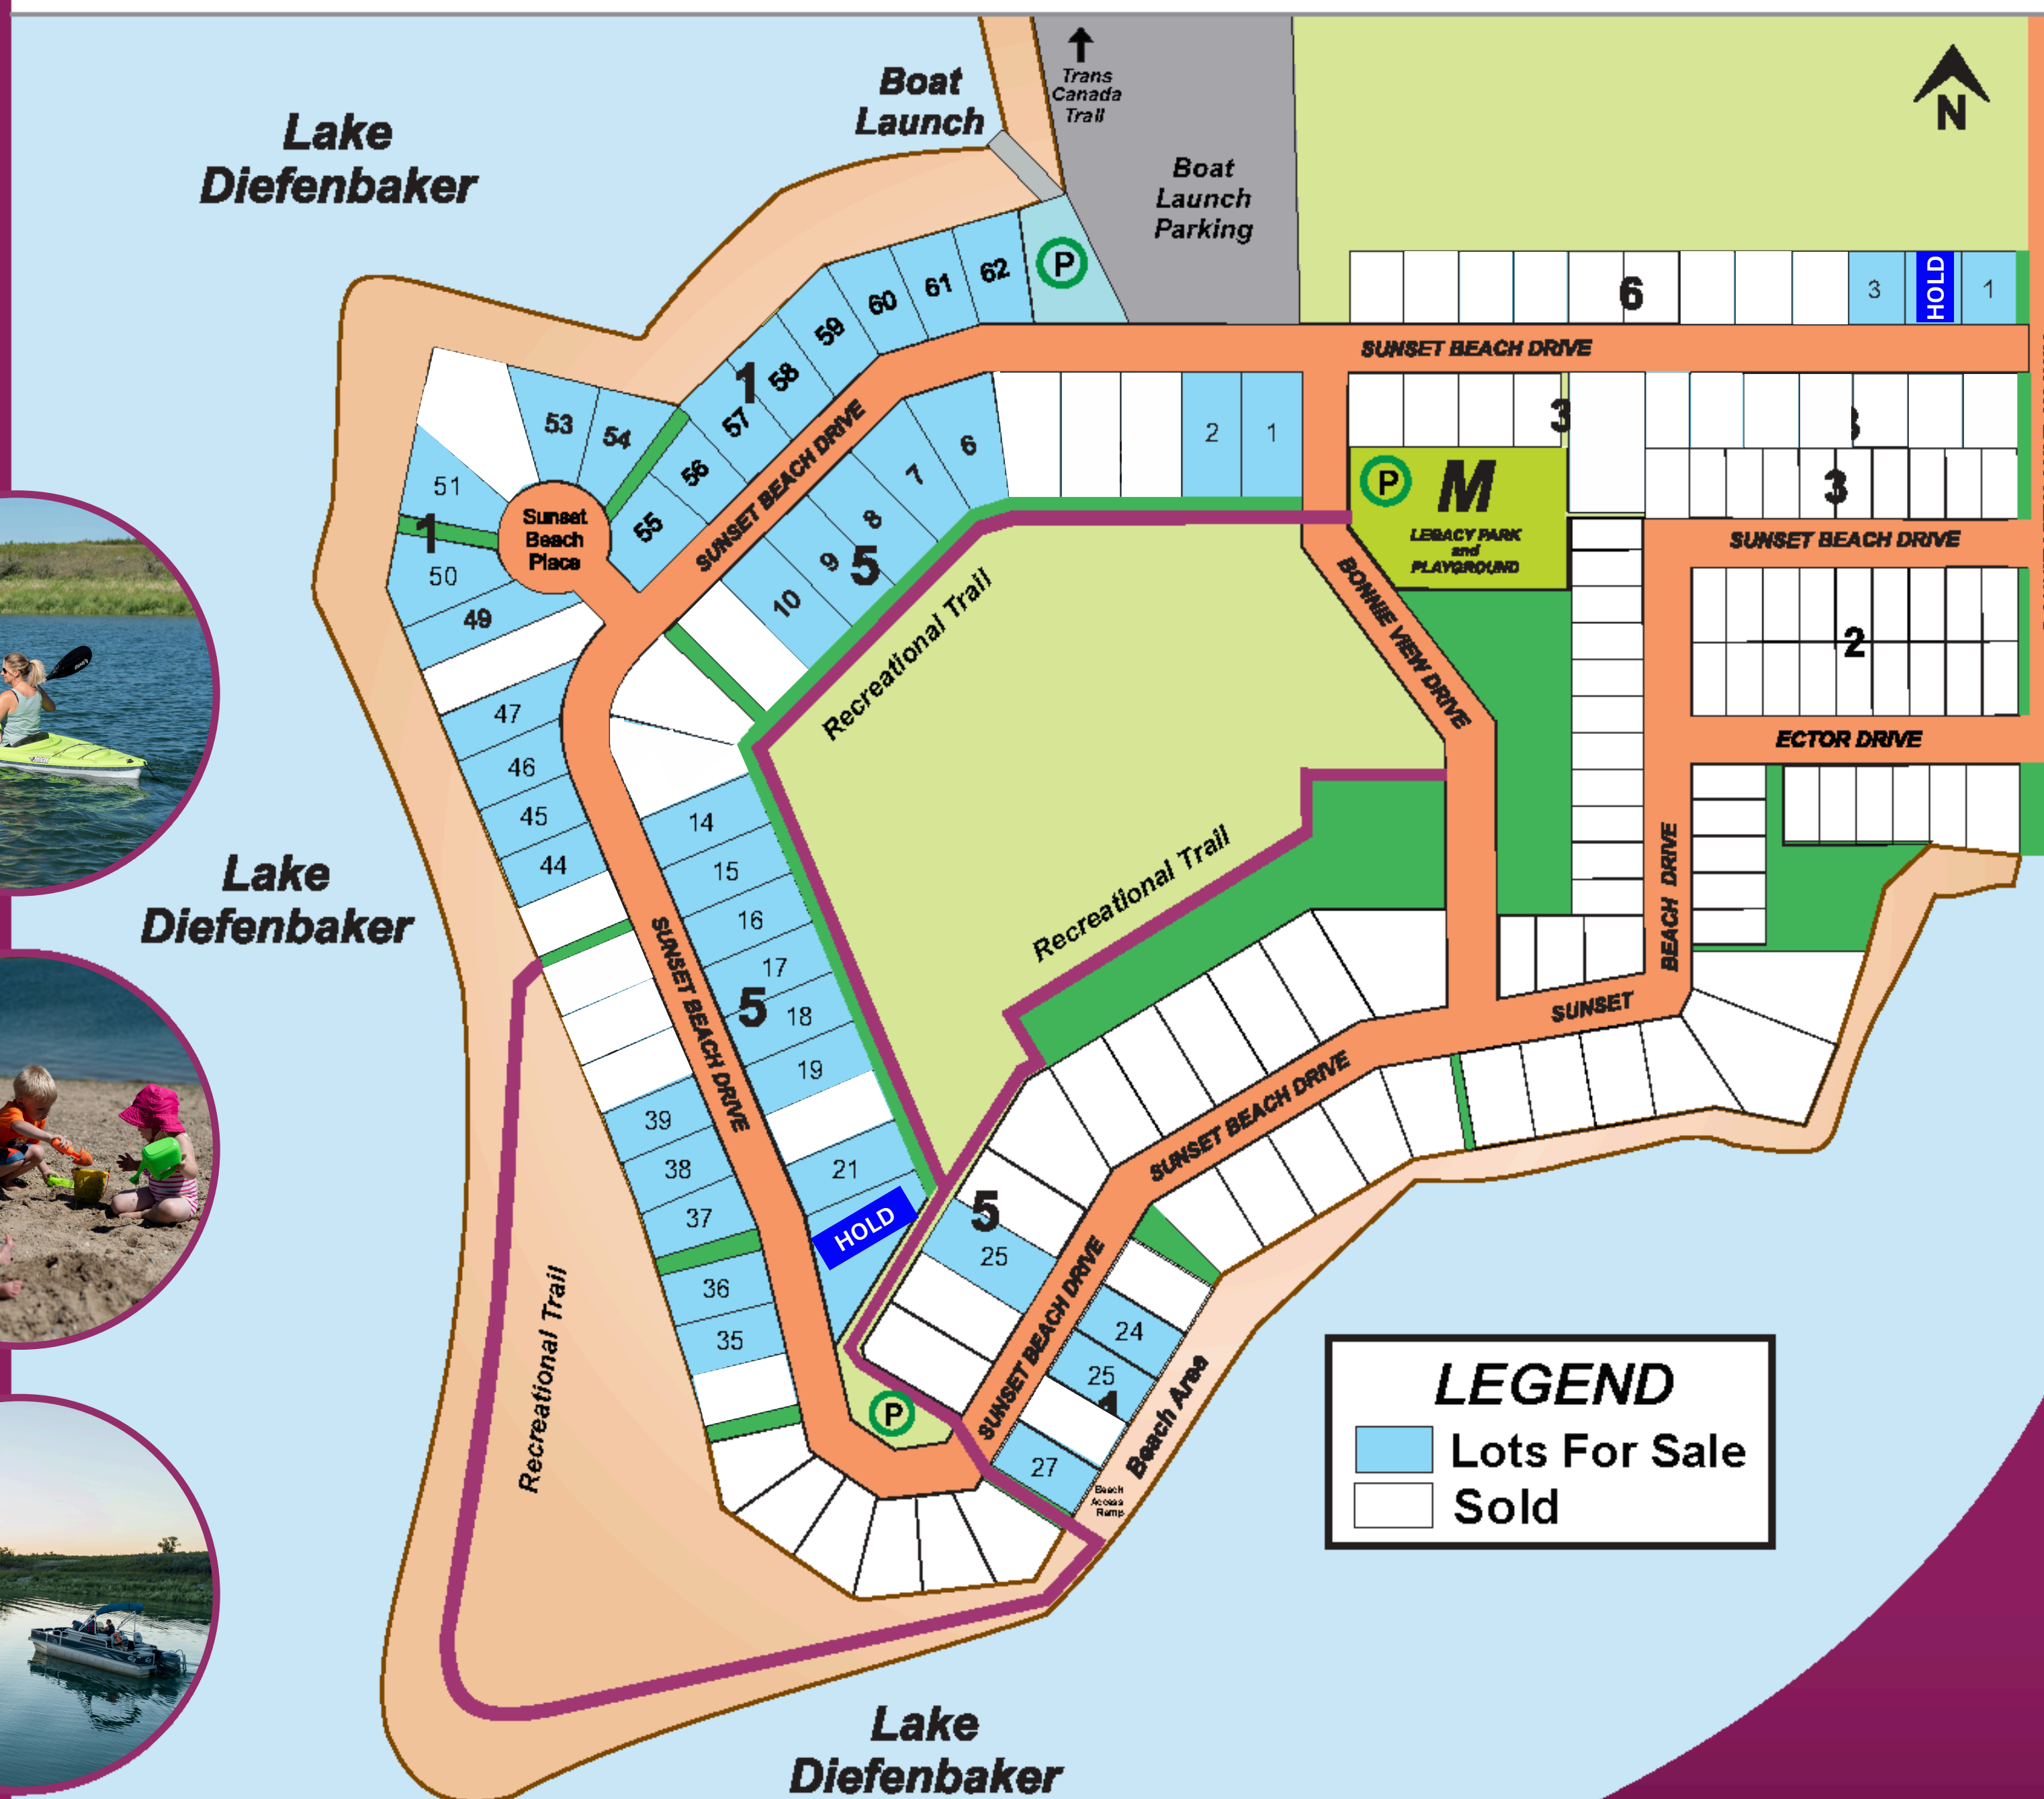 Boat
Launch
Trans
Canada
Trail
N
Lake
Diefenbaker
Boat
Launch
Parking
P
62
61
60
59
58
57
56
55
1
6
3
HOLD
1
SUNSET BEACH DRIVE
53
54
51
1
50
49
Sunset
Beach
Place
SUNSET BEACH DRIVE
6
7
8
9
10
5
2
1
3
3
P
M
LEGACY PARK
and
PLAYGROUND
SUNSET BEACH DRIVE
2
ECTOR DRIVE
BONNIE VIEW DRIVE
Recreational Trail
47
46
45
44
14
15
16
17
5
18
19
21
HOLD
SUNSET BEACH DRIVE
Lake
Diefenbaker
Recreational Trail
BEACH DRIVE
SUNSET
SUNSET BEACH DRIVE
39
38
37
36
35
5
25
SUNSET BEACH DRIVE
24
25
27
P
Beach Area
Beach
Access
Ramp
Recreational Trail
LEGEND
Lots For Sale
Sold
Lake
Diefenbaker